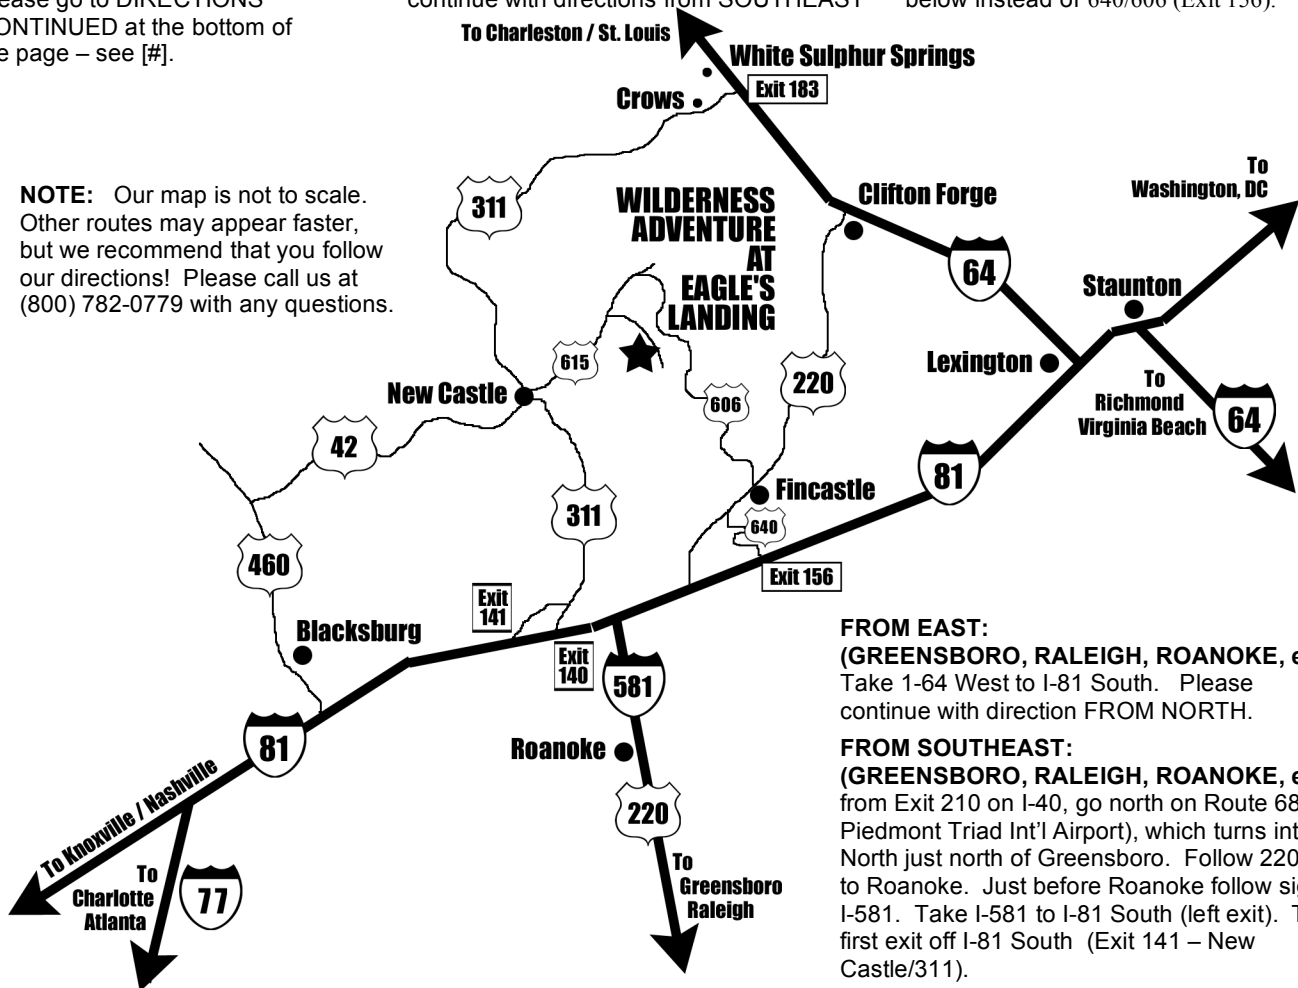 ease go to DIRECTIONS
ONTINUED at the bottom of
e page – see [#].
continue with directions from SOUTHEAST
below instead of 640/606 (Exit 156).
To Charleston / St. Louis
White Sulphur Springs
Exit 183
Crows
NOTE: Our map is not to scale.
Other routes may appear faster,
but we recommend that you follow
our directions! Please call us at
(800) 782-0779 with any questions.
311
WILDERNESS
ADVENTURE
AT
EAGLE'S
LANDING
Clifton Forge
To
Washington, DC
64
Staunton
Lexington
615
220
New Castle
606
To
Richmond
Virginia Beach
64
42
81
Fincastle
311
640
460
Exit 156
Exit
141
Blacksburg
Exit
140
581
81
Roanoke
220
To Knoxville / Nashville
To
Charlotte
Atlanta
77
To
Greensboro
Raleigh
FROM EAST:
(GREENSBORO, RALEIGH, ROANOKE, e
Take 1-64 West to I-81 South. Please
continue with direction FROM NORTH.
FROM SOUTHEAST:
(GREENSBORO, RALEIGH, ROANOKE, e
from Exit 210 on I-40, go north on Route 68
Piedmont Triad Int'l Airport), which turns int
North just north of Greensboro. Follow 220
to Roanoke. Just before Roanoke follow sig
I-581. Take I-581 to I-81 South (left exit). T
first exit off I-81 South (Exit 141 – New
Castle/311).